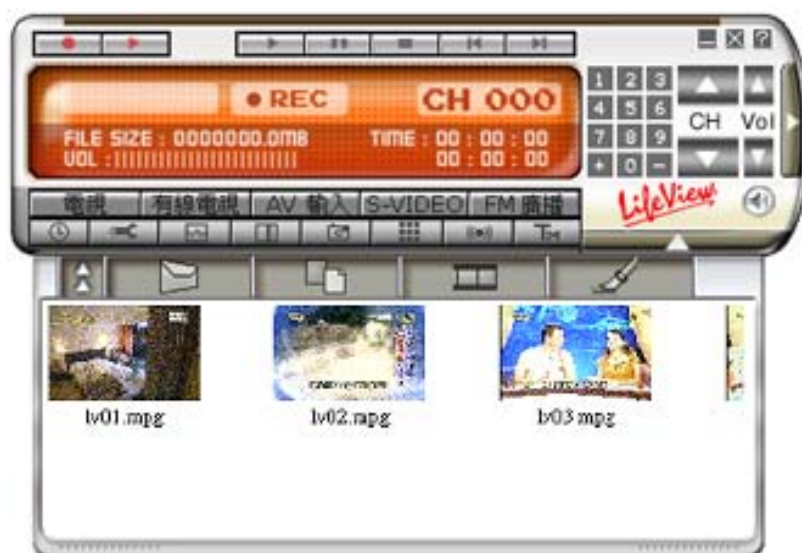 REC
CH 000
FILE SIZE : 0000000.0MB
TIME : 00 : 00 : 00
VOL :||||||||||||||||||||||||
00 : 00 : 00
1 2 3
4 5 6
7 8 9
+ 0 -
CH
Vol
電視
有線電視
AV 輸入
S-VIDEO
FM 廣播
LifeView
lv01.mpg
lv02.mpg
lv03.mpg